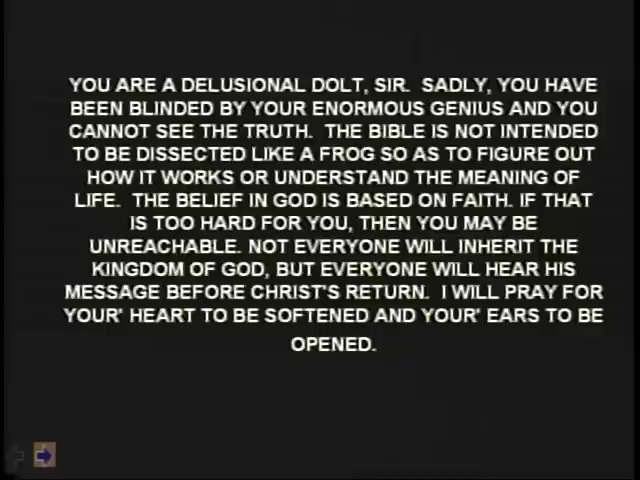 YOU ARE A DELUSIONAL DOLT, SIR.  SADLY, YOU HAVE
BEEN BLINDED BY YOUR ENORMOUS GENIUS AND YOU
CANNOT SEE THE TRUTH.  THE BIBLE IS NOT INTENDED
TO BE DISSECTED LIKE A FROG SO AS TO FIGURE OUT
HOW IT WORKS OR UNDERSTAND THE MEANING OF
LIFE.  THE BELIEF IN GOD IS BASED ON FAITH. IF THAT
IS TOO HARD FOR YOU, THEN YOU MAY BE
UNREACHABLE. NOT EVERYONE WILL INHERIT THE
KINGDOM OF GOD, BUT EVERYONE WILL HEAR HIS
MESSAGE BEFORE CHRIST'S RETURN.  I WILL PRAY FOR
YOUR' HEART TO BE SOFTENED AND YOUR' EARS TO BE
OPENED.